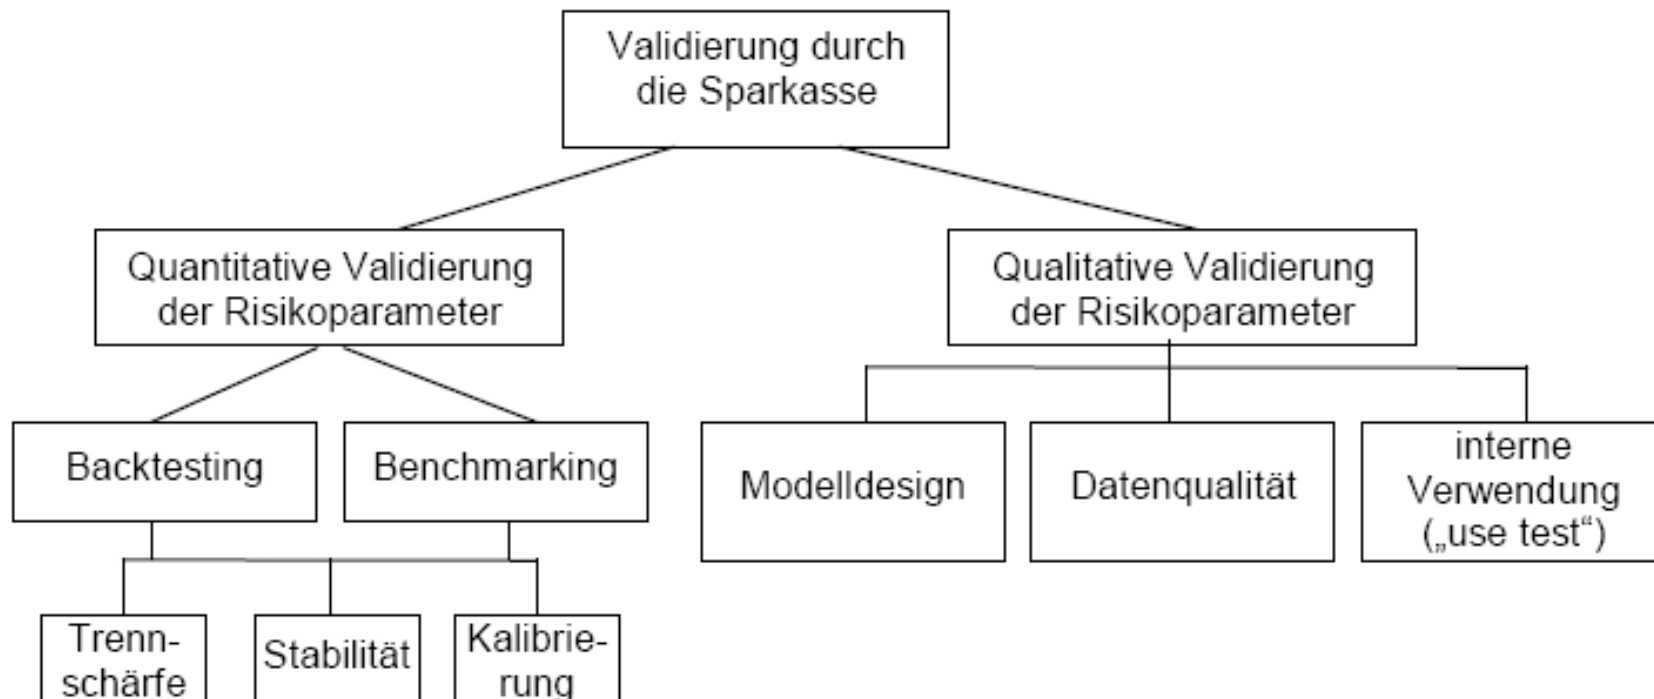 Validierung durch
die Sparkasse
Quantitative Validierung
der Risikoparameter
Qualitative Validierung
der Risikoparameter
Backtesting
Benchmarking
Modelldesign
Datenqualität
interne
Verwendung
(„use test“)
Trenn-
schärfe
Stabilität
Kalibrie-
rung